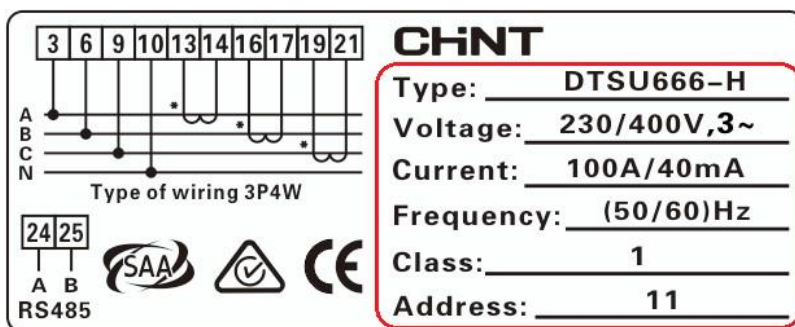 3 6 9 10 13 14 16 17 19 21
A
B
C
N
* * *
Type of wiring 3P4W
24 25
A B
RS485
SAA
CE
CHiNT
Type: DTSU666-H
Voltage: 230/400V,3~
Current: 100A/40mA
Frequency: (50/60)Hz
Class: 1
Address: 11